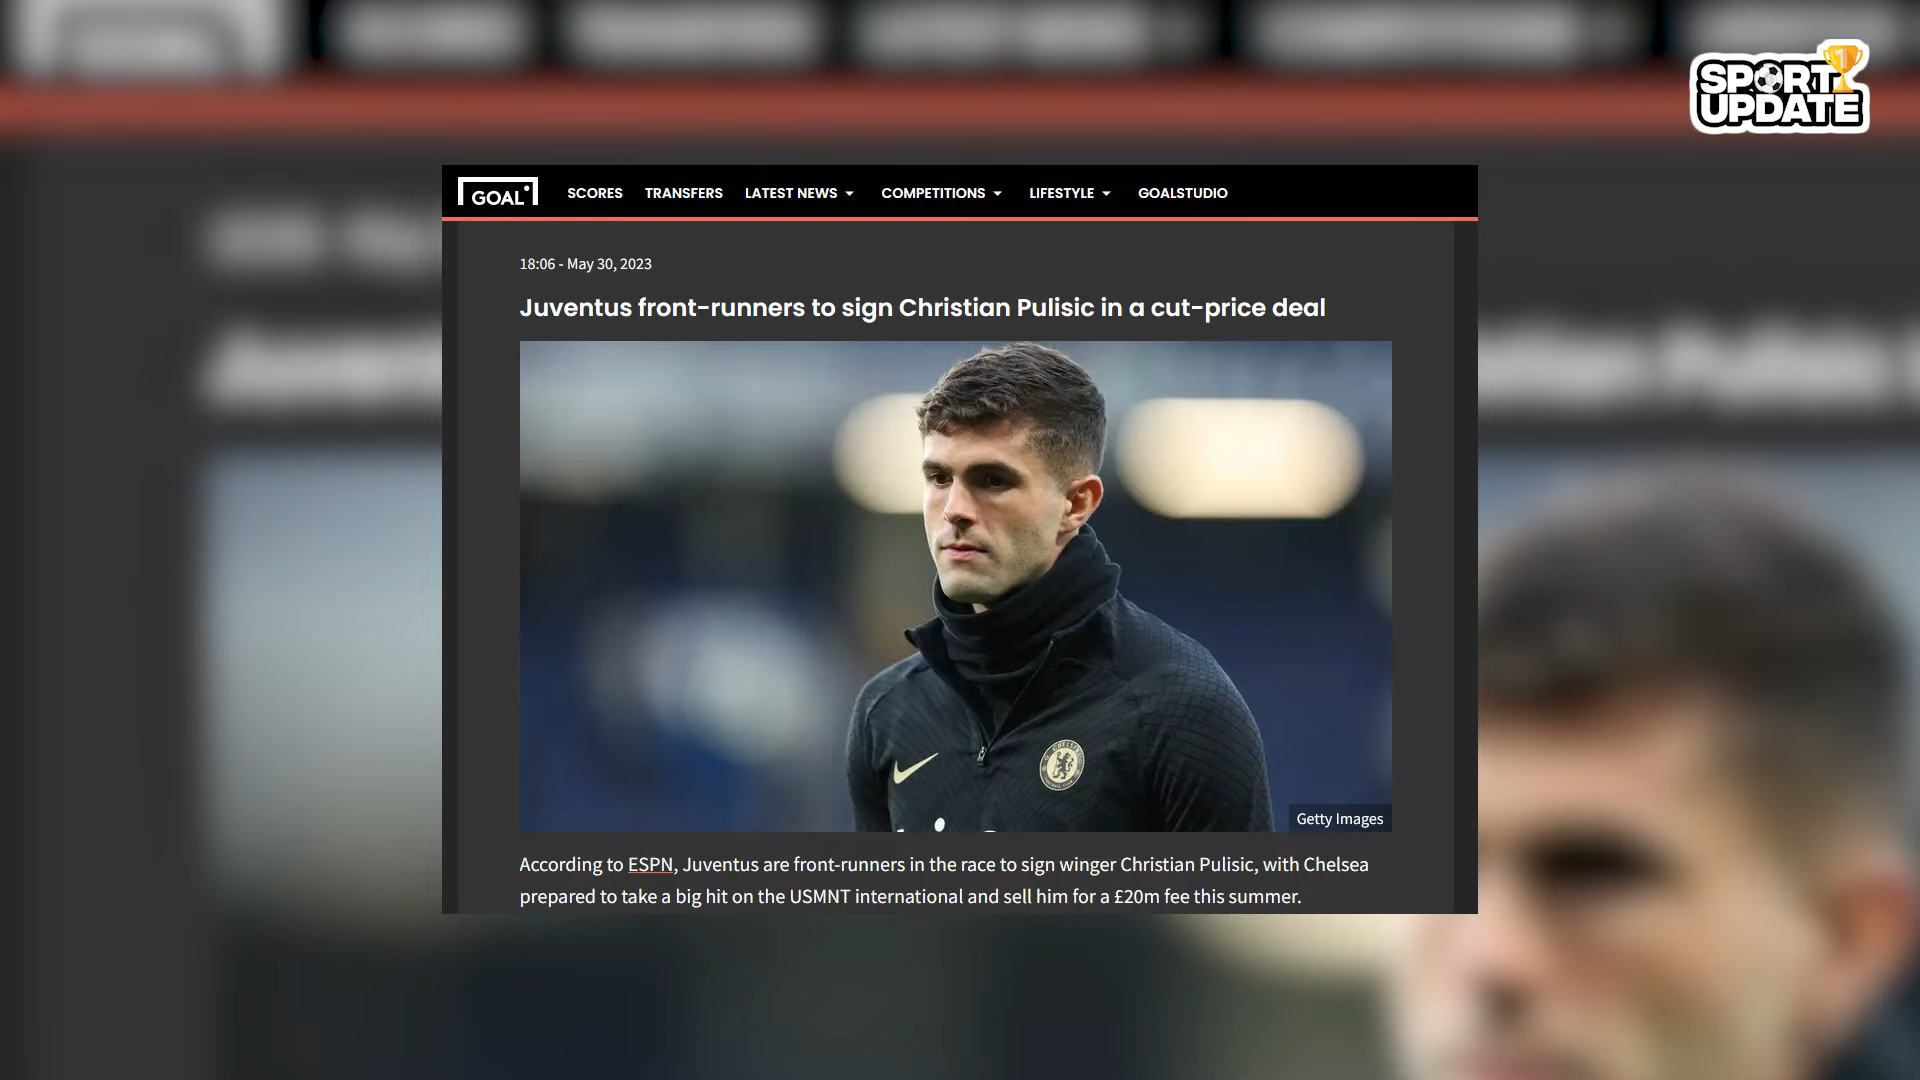 SPORT
UPDATE
GOAL SCORES TRANSFERS LATEST NEWS COMPETITIONS LIFESTYLE GOALSTUDIO
18:06 - May 30, 2023
Juventus front-runners to sign Christian Pulisic in a cut-price deal
CHELSEA
Getty Images
According to ESPN, Juventus are front-runners in the race to sign winger Christian Pulisic, with Chelsea
prepared to take a big hit on the USMNT international and sell him for a £20m fee this summer.